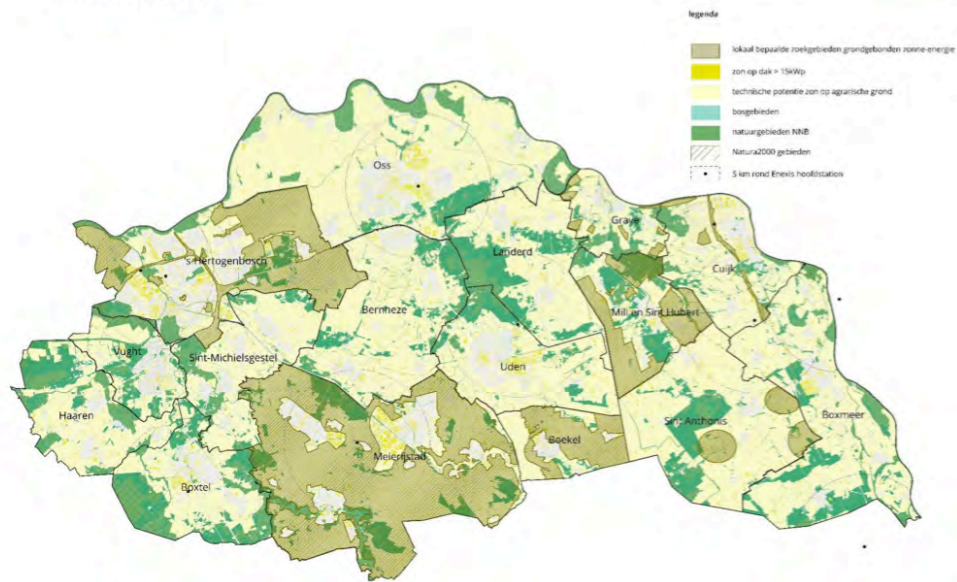 legenda
lokaal bepaalde zoekgebieden grondgebonden zonne-energie
zon op dak > 15kWp
technische potentie zon op agrarische grond
bosgebieden
natuurgebieden NNB
Natura2000 gebieden
5 km rond Enexis hoofdstation
Oss
Grave
's Hertogenbosch
Landerd
Cuijk
Bernheze
Mill en Sint Hubert
Vught
Sint-Michielsgestel
Uden
Haaren
Sint Anthonis
Boxmeer
Boekel
Meierijstad
Boxtel